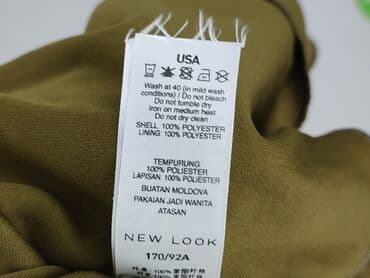 USA
Wash at 40 (in mild wash
conditions) / Do not bleach
Do not tumble dry
Iron on medium heat
Do not dry clean
SHELL: 100% POLYESTER
LINING: 100% POLYESTER
TEMPURUNG:
100% POLIESTER
LAPISAN: 100% POLIESTER
BUATAN MOLDOVA
PAKAIAN JADI WANITA
ATASAN
NEW LOOK
170/92A
100%
100%